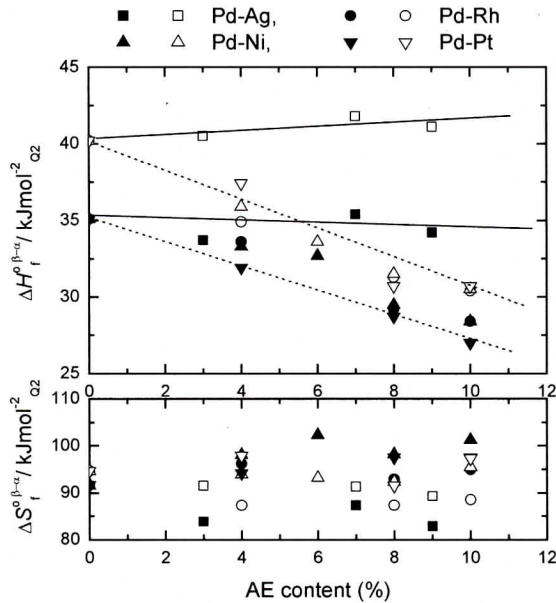 Pd-Ag, Pd-Rh
Pd-Ni, Pd-Pt
45
40
35
30
25
ΔH°f β-α / kJmol⁻² Q2
0 2 4 6 8 10 12
110
100
90
80
ΔS°f β-α / kJmol⁻² Q2
0 2 4 6 8 10 12
AE content (%)